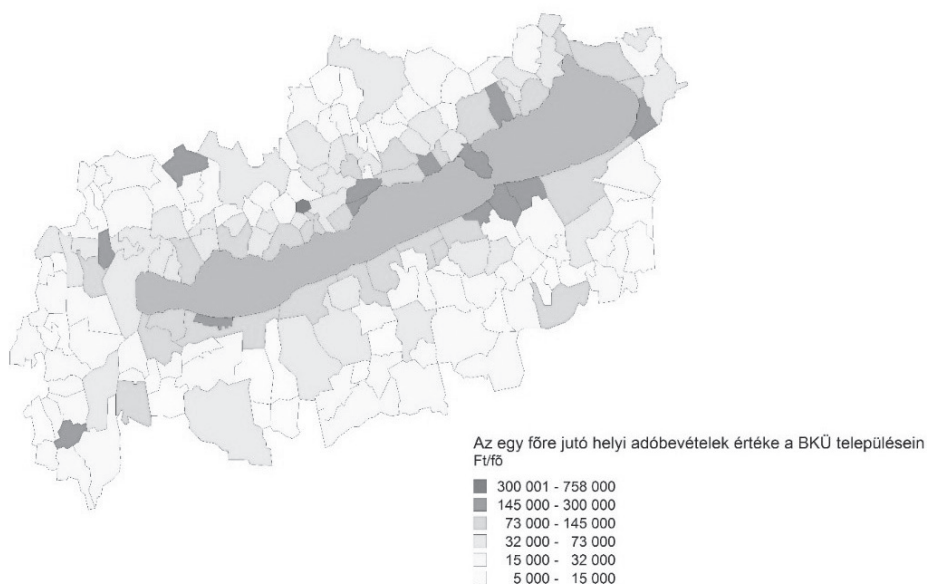 Az egy főre jutó helyi adóbevételek értéke a BKÜ településein
Ft/fő
300 001 - 758 000
145 000 - 300 000
73 000 - 145 000
32 000 - 73 000
15 000 - 32 000
5 000 - 15 000